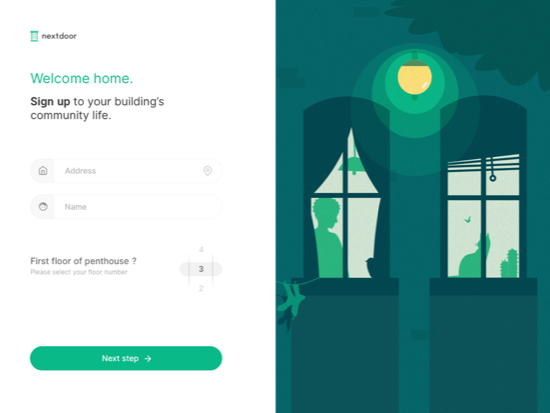 nextdoor
Welcome home.
Sign up to your building's
community life.
Address
Name
4
First floor of penthouse ?
3
Please select your floor number
2
Next step →